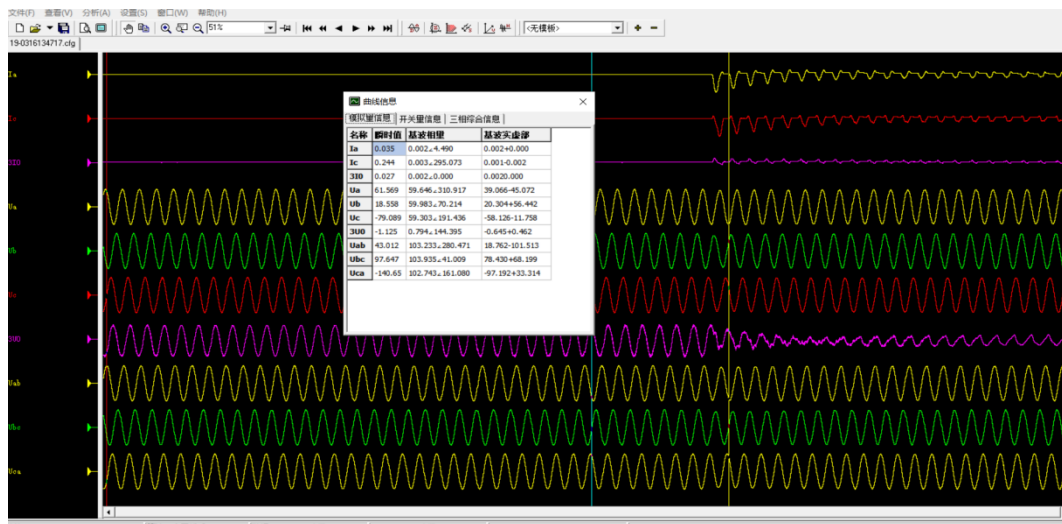 文件(F) 查看(V) 分析(A) 设置(S) 窗口(W) 帮助(H)
51% <无模板>
19-0316134717.cfg
曲线信息
模拟量信息 开关量信息 三相综合信息
名称 瞬时值 基波相量 基波实虚部
Ia 0.035 0.002∠4.490 0.002+0.000
Ic 0.244 0.003∠295.073 0.001-0.002
3I0 0.027 0.002∠0.000 0.0020.000
Ua 61.569 59.646∠310.917 39.066-45.072
Ub 18.558 59.983∠70.214 20.304+56.442
Uc -79.089 59.303∠191.436 -58.126-11.758
3U0 -1.125 0.794∠144.395 -0.645+0.462
Uab 43.012 103.233∠280.471 18.762-101.513
Ubc 97.647 103.935∠41.009 78.430+68.199
Uca -140.65 102.743∠161.080 -97.192+33.314
Ia
Ic
3I0
Ua
Ub
Uc
3U0
Uab
Ubc
Uca